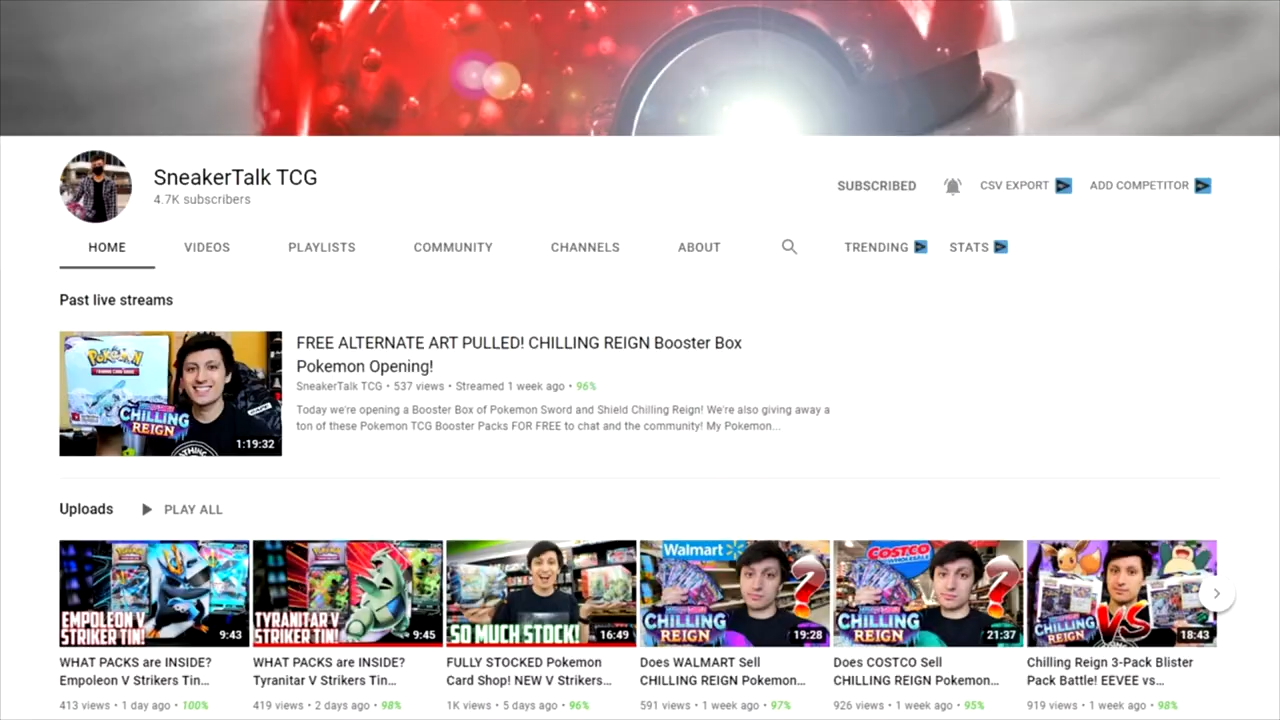 SneakerTalk TCG
4.7K subscribers
SUBSCRIBED
CSV EXPORT
ADD COMPETITOR
HOME
VIDEOS
PLAYLISTS
COMMUNITY
CHANNELS
ABOUT
TRENDING
STATS
Past live streams
Pokémon
TRADING CARD GAME
CHILLING
REIGN
1:19:32
FREE ALTERNATE ART PULLED! CHILLING REIGN Booster Box
Pokemon Opening!
SneakerTalk TCG • 537 views • Streamed 1 week ago • 96%
Today we're opening a Booster Box of Pokemon Sword and Shield Chilling Reign! We're also giving away a
ton of these Pokemon TCG Booster Packs FOR FREE to chat and the community! My Pokemon...
Uploads
PLAY ALL
EMPOLEON V
STRIKER TIN!
9:43
TYRANITAR V
STRIKER TIN!
9:45
SO MUCH STOCK!
16:49
Walmart
CHILLING
REIGN
?
19:28
COSTCO
WHOLESALE
CHILLING
REIGN
?
21:37
CHILLING
REIGN
VS
18:43
WHAT PACKS are INSIDE?
Empoleon V Strikers Tin...
413 views • 1 day ago • 100%
WHAT PACKS are INSIDE?
Tyranitar V Strikers Tin...
419 views • 2 days ago • 98%
FULLY STOCKED Pokemon
Card Shop! NEW V Strikers...
1K views • 5 days ago • 96%
Does WALMART Sell
CHILLING REIGN Pokemon...
591 views • 1 week ago • 97%
Does COSTCO Sell
CHILLING REIGN Pokemon...
926 views • 1 week ago • 95%
Chilling Reign 3-Pack Blister
Pack Battle! EEVEE vs...
919 views • 1 week ago • 98%